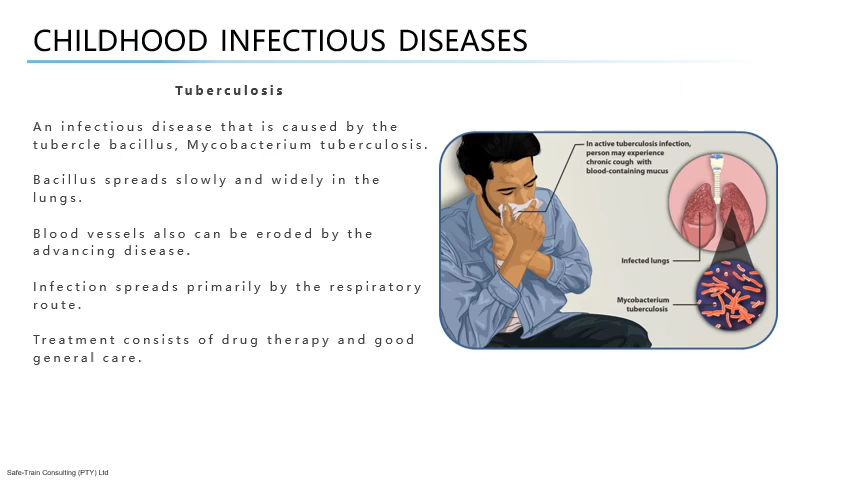 CHILDHOOD INFECTIOUS DISEASES
Tuberculosis
An infectious disease that is caused by the
tubercle bacillus, Mycobacterium tuberculosis.
Bacillus spreads slowly and widely in the
lungs.
Blood vessels also can be eroded by the
advancing disease.
Infection spreads primarily by the respiratory
route.
Treatment consists of drug therapy and good
general care.
In active tuberculosis infection,
person may experience
chronic cough with
blood-containing mucus
Infected lungs
Mycobacterium
tuberculosis
Safe-Train Consulting (PTY) Ltd